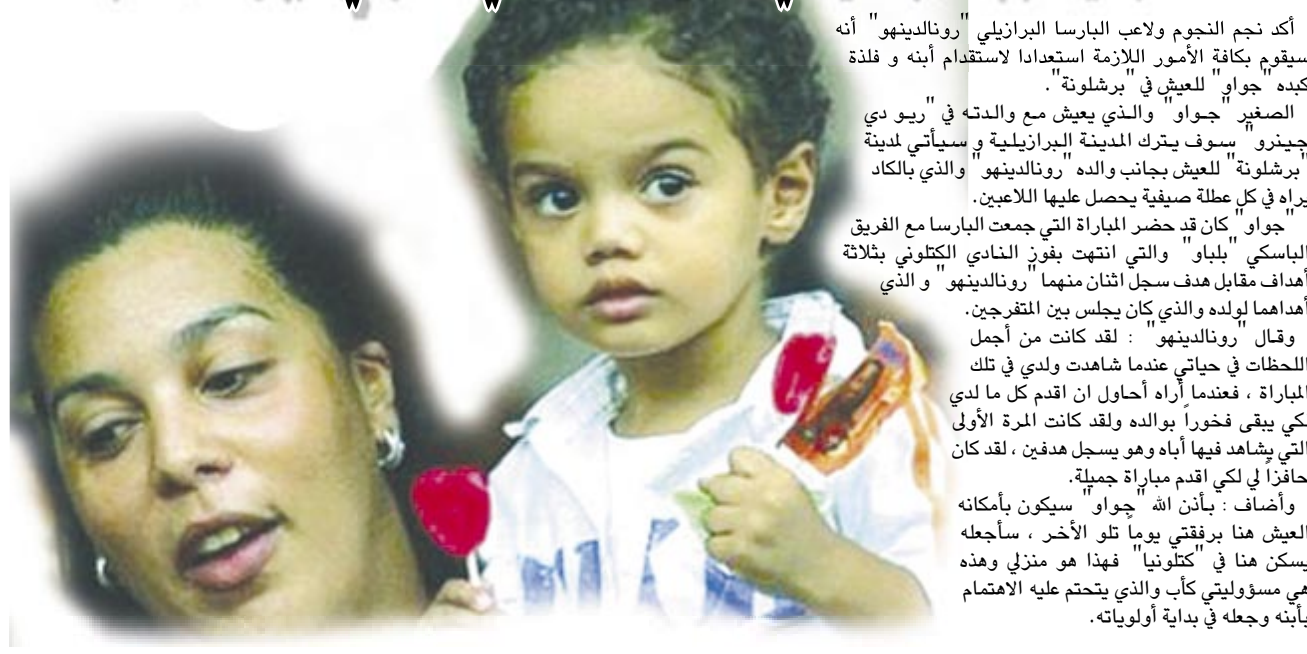 أكد نجم النجوم ولاعب البارسا البرازيلي "رونالدينهو" أنه
سيقوم بكافة الأمور اللازمة استعدادا لاستقدام أبنه و فلذة
كبده "جواو" للعيش في "برشلونة".
الصغير "جواو" والذي يعيش مع والدته في "ريو دي
جينرو" سوف يترك المدينة البرازيلية و سيأتي لمدينة
"برشلونة" للعيش بجانب والده "رونالدينهو" والذي بالكاد
يراه في كل عطلة صيفية يحصل عليها اللاعبين.
"جواو" كان قد حضر المباراة التي جمعت البارسا مع الفريق
الباسكي "بلباو" والتي انتهت بفوز النادي الكتلوني بثلاثة
أهداف مقابل هدف سجل اثنان منهما "رونالدينهو" و الذي
أهداهما لولده والذي كان يجلس بين المتفرجين.
وقال "رونالدينهو" : لقد كانت من أجمل
اللحظات في حياتي عندما شاهدت ولدي في تلك
المباراة ، فعندما أراه أحاول ان اقدم كل ما لدي
لكي يبقى فخوراً بوالده ولقد كانت المرة الأولى
التي يشاهد فيها أباه وهو يسجل هدفين ، لقد كان
حافزاً لي لكي اقدم مباراة جميلة.
وأضاف : بأذن الله "جواو" سيكون بأمكانه
العيش هنا برفقتي يوماً تلو الأخر ، سأجعله
يسكن هنا في "كتلونيا" فهذا هو منزلي وهذه
هي مسؤوليتي كأب والذي يتحتم عليه الاهتمام
بأبنه وجعله في بداية أولوياته.